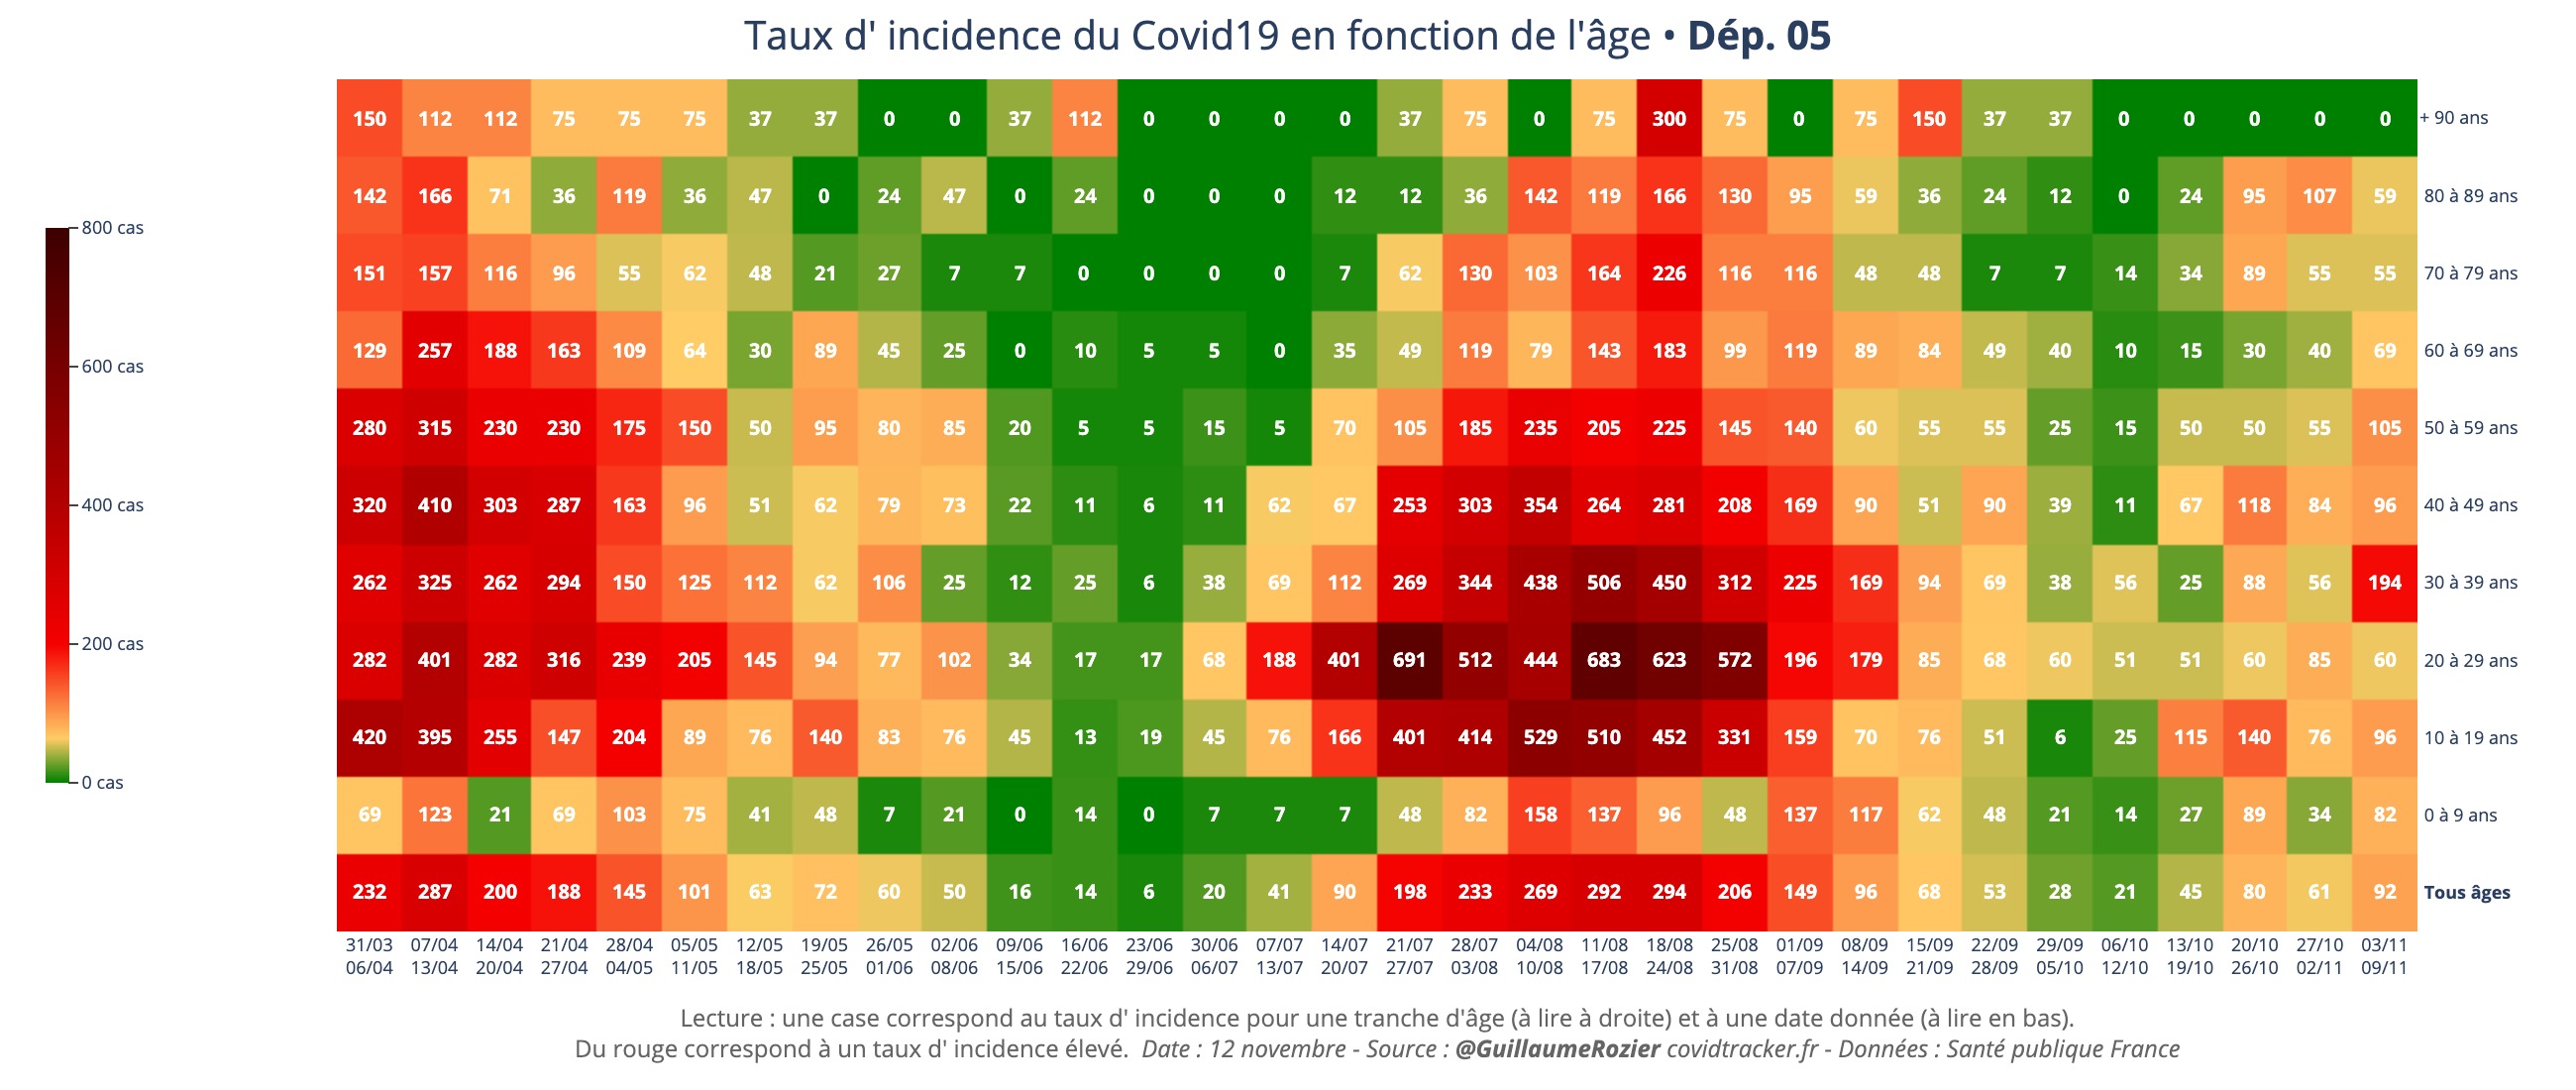 Taux d' incidence du Covid19 en fonction de l'âge • Dép. 05
150 112 112 75 75 75 37 37 0 0 37 112 0 0 0 0 37 75 0 75 300 75 0 75 150 37 37 0 0 0 0 0 + 90 ans
142 166 71 36 119 36 47 0 24 47 0 24 0 0 0 12 12 36 142 119 166 130 95 59 36 24 12 0 24 95 107 59 80 à 89 ans
151 157 116 96 55 62 48 21 27 7 7 0 0 0 0 7 62 130 103 164 226 116 116 48 48 7 7 14 34 89 55 55 70 à 79 ans
129 257 188 163 109 64 30 89 45 25 0 10 5 5 0 35 49 119 79 143 183 99 119 89 84 49 40 10 15 30 40 69 60 à 69 ans
280 315 230 230 175 150 50 95 80 85 20 5 5 15 5 70 105 185 235 205 225 145 140 60 55 55 25 15 50 50 55 105 50 à 59 ans
320 410 303 287 163 96 51 62 79 73 22 11 6 11 62 67 253 303 354 264 281 208 169 90 51 90 39 11 67 118 84 96 40 à 49 ans
262 325 262 294 150 125 112 62 106 25 12 25 6 38 69 112 269 344 438 506 450 312 225 169 94 69 38 56 25 88 56 194 30 à 39 ans
282 401 282 316 239 205 145 94 77 102 34 17 17 68 188 401 691 512 444 683 623 572 196 179 85 68 60 51 51 60 85 60 20 à 29 ans
420 395 255 147 204 89 76 140 83 76 45 13 19 45 76 166 401 414 529 510 452 331 159 70 76 51 6 25 115 140 76 96 10 à 19 ans
69 123 21 69 103 75 41 48 7 21 0 14 0 7 7 7 48 82 158 137 96 48 137 117 62 48 21 14 27 89 34 82 0 à 9 ans
232 287 200 188 145 101 63 72 60 50 16 14 6 20 41 90 198 233 269 292 294 206 149 96 68 53 28 21 45 80 61 92 Tous âges
31/03 07/04 14/04 21/04 28/04 05/05 12/05 19/05 26/05 02/06 09/06 16/06 23/06 30/06 07/07 14/07 21/07 28/07 04/08 11/08 18/08 25/08 01/09 08/09 15/09 22/09 29/09 06/10 13/10 20/10 27/10 03/11
06/04 13/04 20/04 27/04 04/05 11/05 18/05 25/05 01/06 08/06 15/06 22/06 29/06 06/07 13/07 20/07 27/07 03/08 10/08 17/08 24/08 31/08 07/09 14/09 21/09 28/09 05/10 12/10 19/10 26/10 02/11 09/11
800 cas
600 cas
400 cas
200 cas
0 cas
Lecture : une case correspond au taux d' incidence pour une tranche d'âge (à lire à droite) et à une date donnée (à lire en bas).
Du rouge correspond à un taux d' incidence élevé. Date : 12 novembre - Source : @GuillaumeRozier covidtracker.fr - Données : Santé publique France